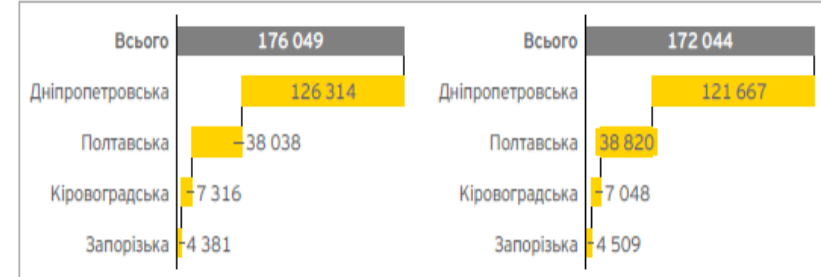 Всього 176 049
Дніпропетровська 126 314
Полтавська 38 038
Кіровоградська 7 316
Запорізька 4 381
Всього 172 044
Дніпропетровська 121 667
Полтавська 38 820
Кіровоградська 7 048
Запорізька 4 509